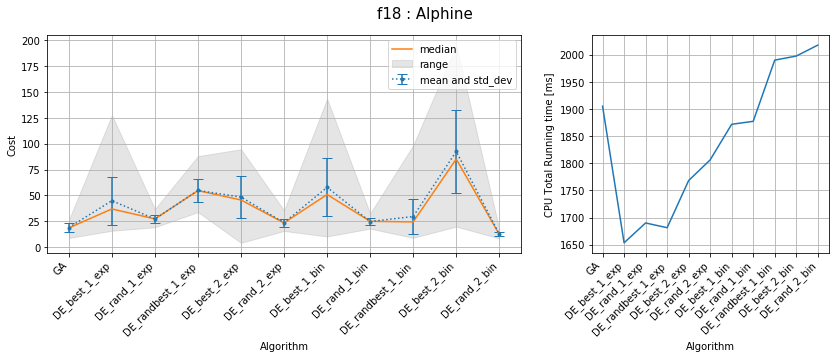 f18 : Alphine
200
175
150
125
100
75
50
25
0
Cost
median
range
mean and std_dev
GA
DE_best_1_exp
DE_rand_1_exp
DE_randbest_1_exp
DE_best_2_exp
DE_rand_2_exp
DE_best_1_bin
DE_rand_1_bin
DE_randbest_1_bin
DE_best_2_bin
DE_rand_2_bin
Algorithm
2000
1950
1900
1850
1800
1750
1700
1650
CPU Total Running time [ms]
GA
DE_best_1_exp
DE_rand_1_exp
DE_randbest_1_exp
DE_best_2_exp
DE_rand_2_exp
DE_best_1_bin
DE_rand_1_bin
DE_randbest_1_bin
DE_best_2_bin
DE_rand_2_bin
Algorithm